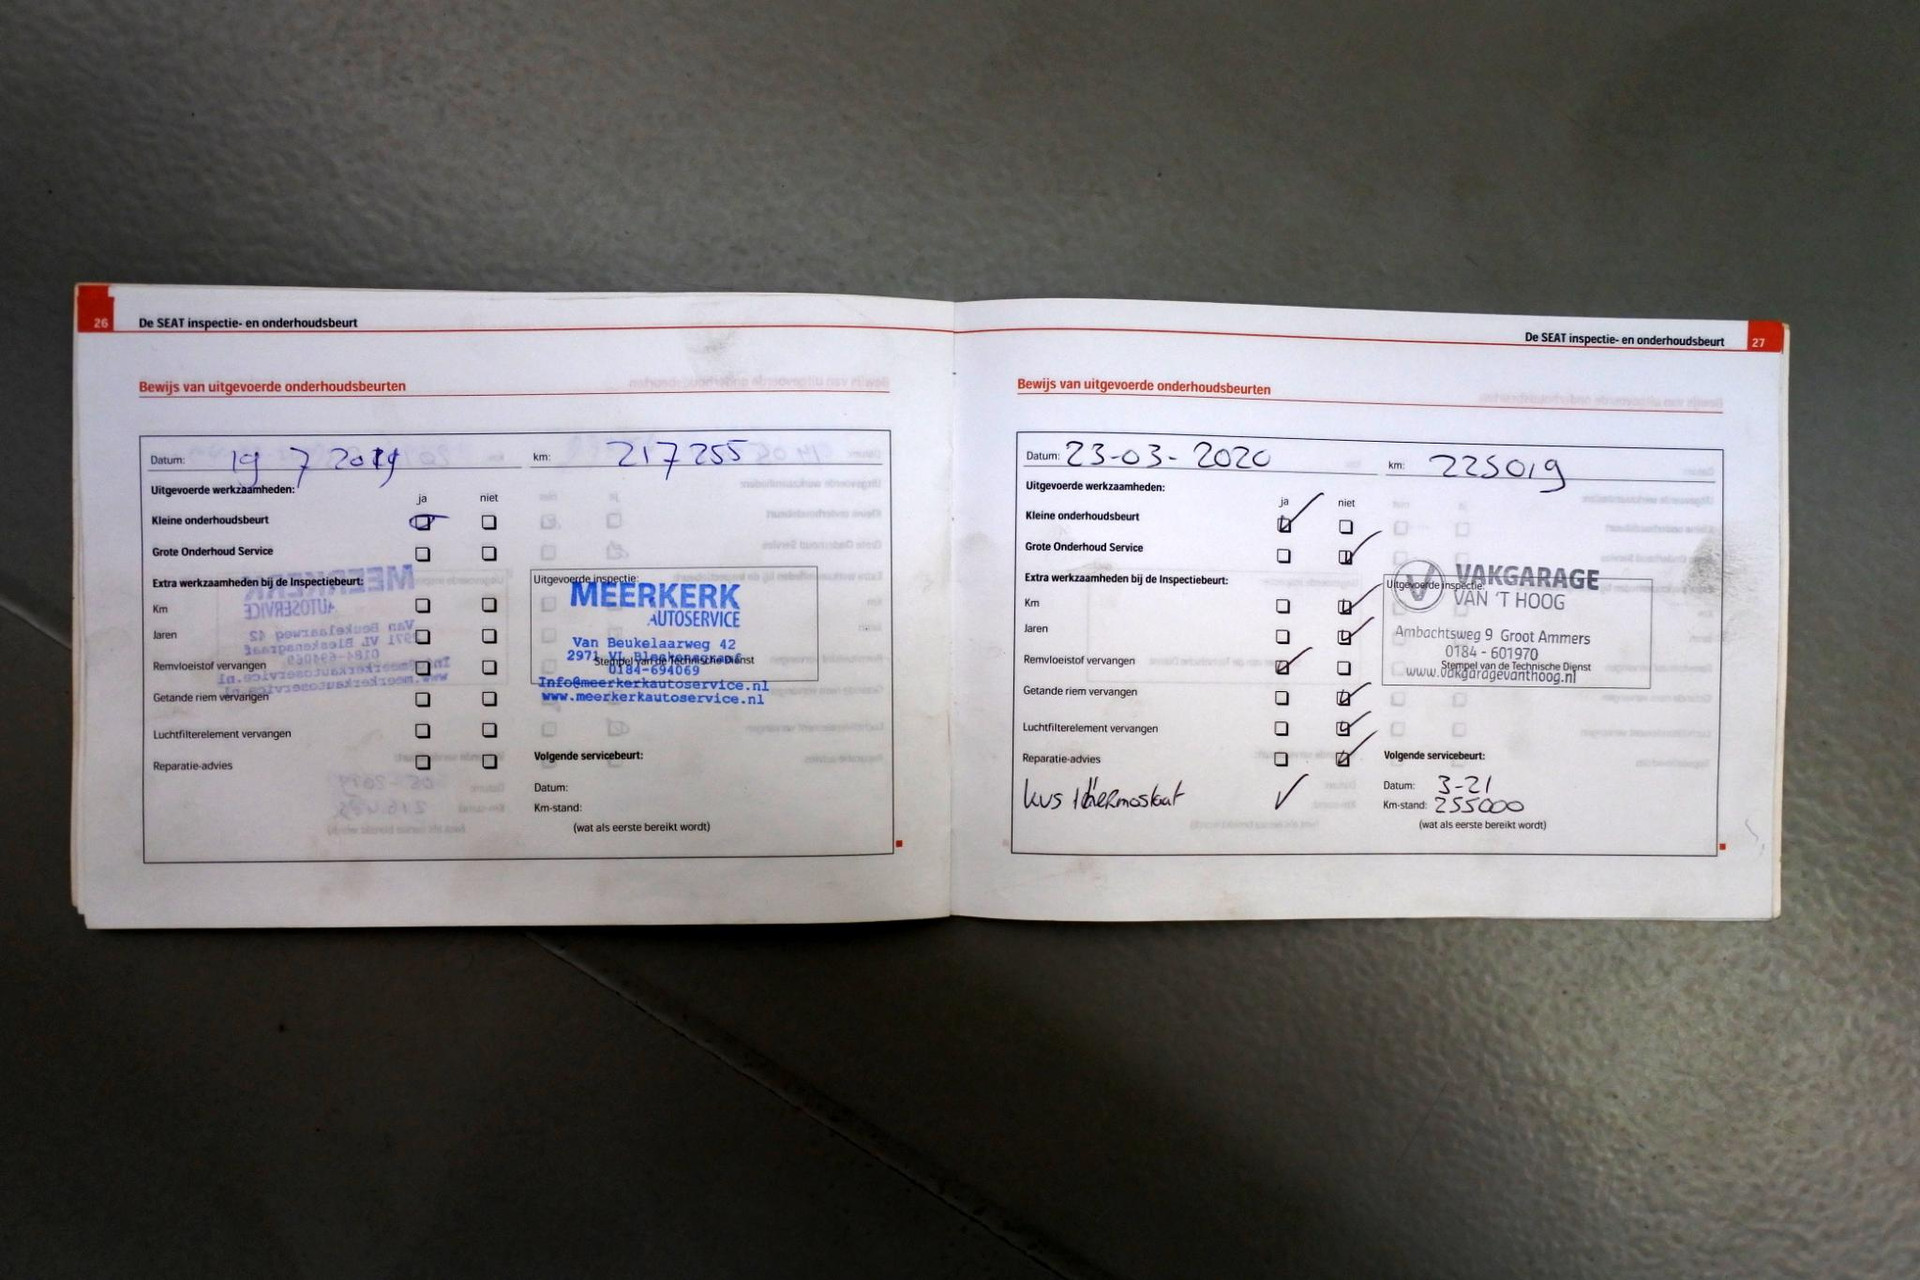 26
De SEAT inspectie- en onderhoudsbeurt
Bewijs van uitgevoerde onderhoudsbeurten
Datum: 19 7 2019 km: 217255
Uitgevoerde werkzaamheden:
ja niet
Kleine onderhoudsbeurt
Grote Onderhoud Service
Extra werkzaamheden bij de Inspectiebeurt:
Km
Jaren
Remvloeistof vervangen
Getande riem vervangen
Luchtfilterelement vervangen
Reparatie-advies
Uitgevoerde inspectie:
MEERKERK
AUTOSERVICE
Van Beukelaarweg 42
2971 VL Bleskensgraaf
Stempel van de Technische Dienst
0184-694069
Info@meerkerkautoservice.nl
www.meerkerkautoservice.nl
Volgende servicebeurt:
Datum:
Km-stand:
(wat als eerste bereikt wordt)
De SEAT inspectie- en onderhoudsbeurt
27
Bewijs van uitgevoerde onderhoudsbeurten
Datum: 23-03-2020 km: 225019
Uitgevoerde werkzaamheden:
ja niet
Kleine onderhoudsbeurt
Grote Onderhoud Service
Extra werkzaamheden bij de Inspectiebeurt:
Km
Jaren
Remvloeistof vervangen
Getande riem vervangen
Luchtfilterelement vervangen
Reparatie-advies
thermostaat
Uitgevoerde inspectie:
VAKGARAGE
VAN 'T HOOG
Ambachtsweg 9 Groot Ammers
0184 - 601970
Stempel van de Technische Dienst
www.vakgaragevanthoog.nl
Volgende servicebeurt:
Datum: 3-21
Km-stand: 255000
(wat als eerste bereikt wordt)